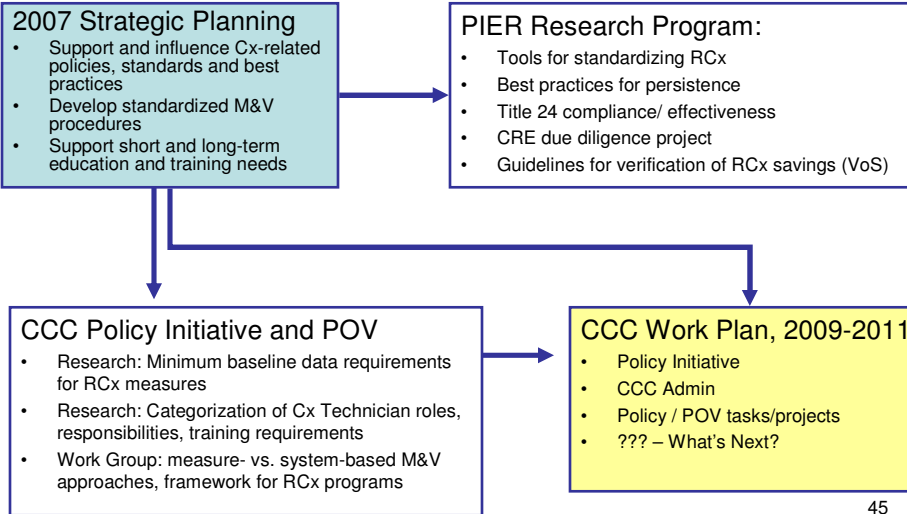 2007 Strategic Planning
• Support and influence Cx-related
policies, standards and best
practices
• Develop standardized M&V
procedures
• Support short and long-term
education and training needs
PIER Research Program:
• Tools for standardizing RCx
• Best practices for persistence
• Title 24 compliance/ effectiveness
• CRE due diligence project
• Guidelines for verification of RCx savings (VoS)
CCC Policy Initiative and POV
• Research: Minimum baseline data requirements
for RCx measures
• Research: Categorization of Cx Technician roles,
responsibilities, training requirements
• Work Group: measure- vs. system-based M&V
approaches, framework for RCx programs
CCC Work Plan, 2009-2011
• Policy Initiative
• CCC Admin
• Policy / POV tasks/projects
• ??? – What's Next?
45